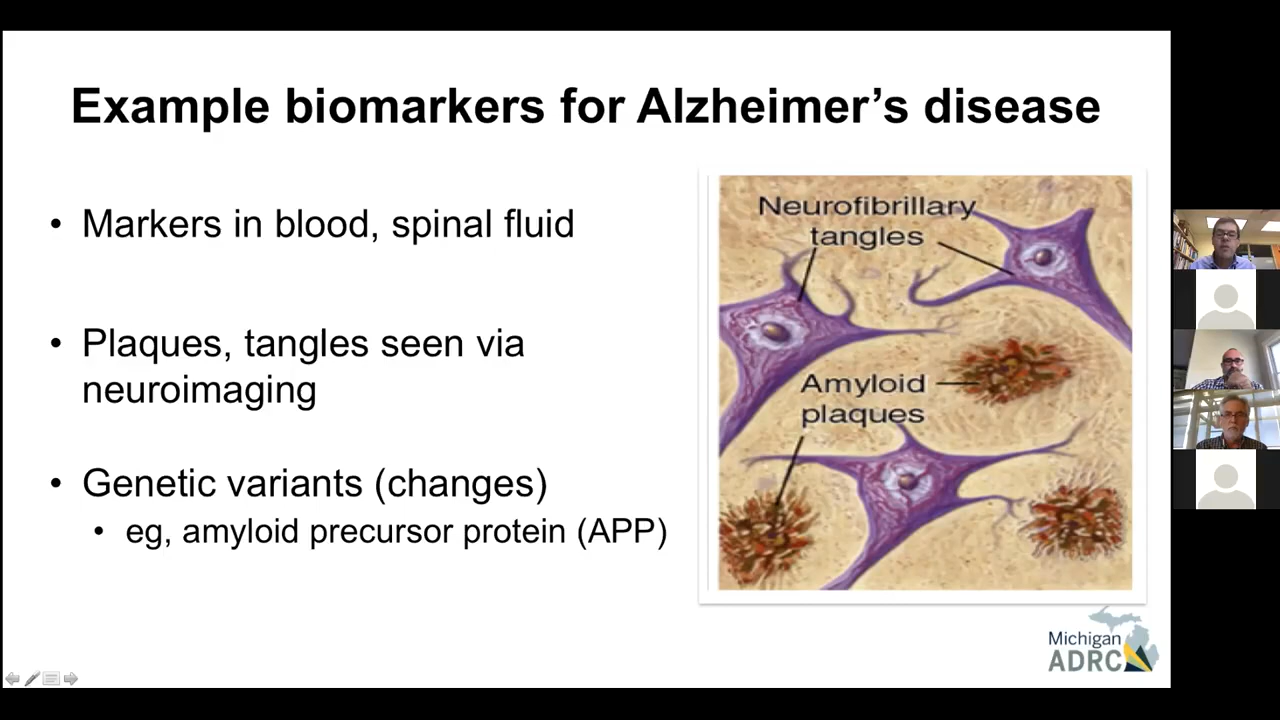 Example biomarkers for Alzheimer’s disease
• Markers in blood, spinal fluid
• Plaques, tangles seen via
neuroimaging
• Genetic variants (changes)
• eg, amyloid precursor protein (APP)
Neurofibrillary
tangles
Amyloid
plaques
Michigan
ADRC